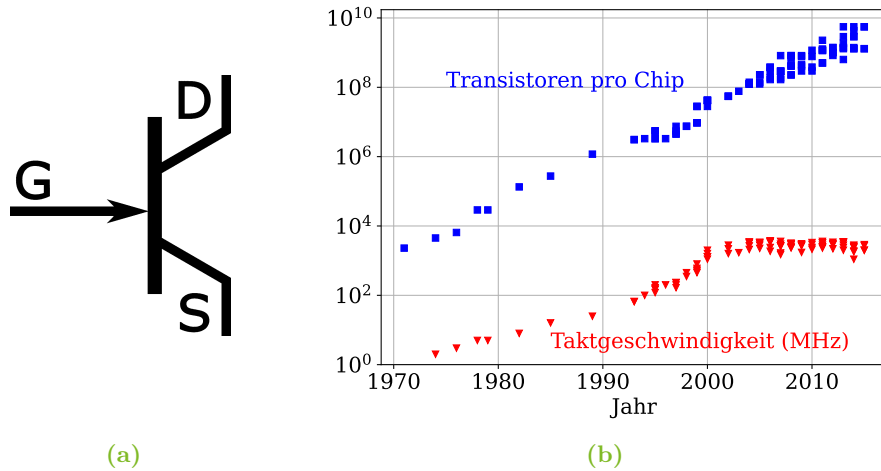 D
G
S
(a)
10^10
10^8
10^6
10^4
10^2
10^0
Transistoren pro Chip
Taktgeschwindigkeit (MHz)
1970 1980 1990 2000 2010
Jahr
(b)